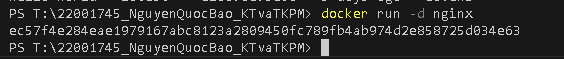 PS T:\22001745_NguyenQuocBao_KTvaTKPM> docker run -d nginx
ec57f4e284eae1979167abc8123a2809450fc789fb4ab974d2e858725d034e63
PS T:\22001745_NguyenQuocBao_KTvaTKPM>